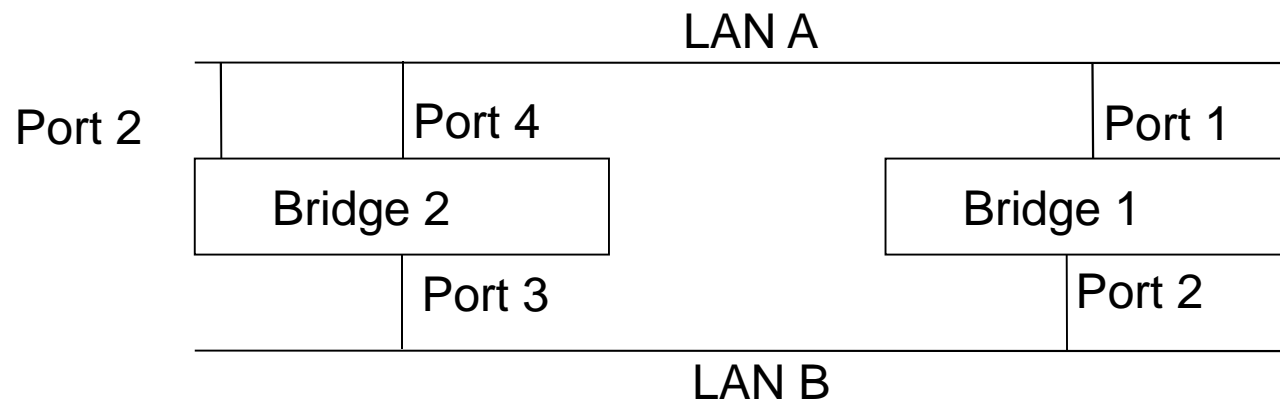 LAN A
Port 2
Port 4
Port 1
Bridge 2
Bridge 1
Port 3
Port 2
LAN B